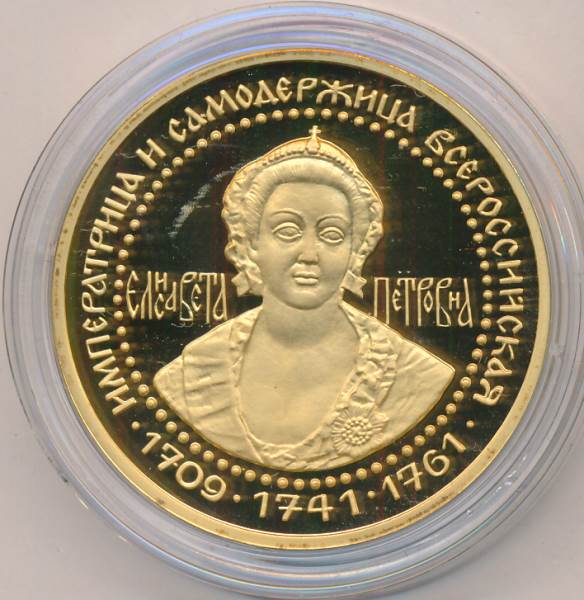 ИМПЕРАТРИЦА И САМОДЕРЖИЦА ВСЕРОССИЙСКАЯ
ЕЛИСАВЕТА ПЕТРОВНА
· 1709 · 1741 · 1761 ·